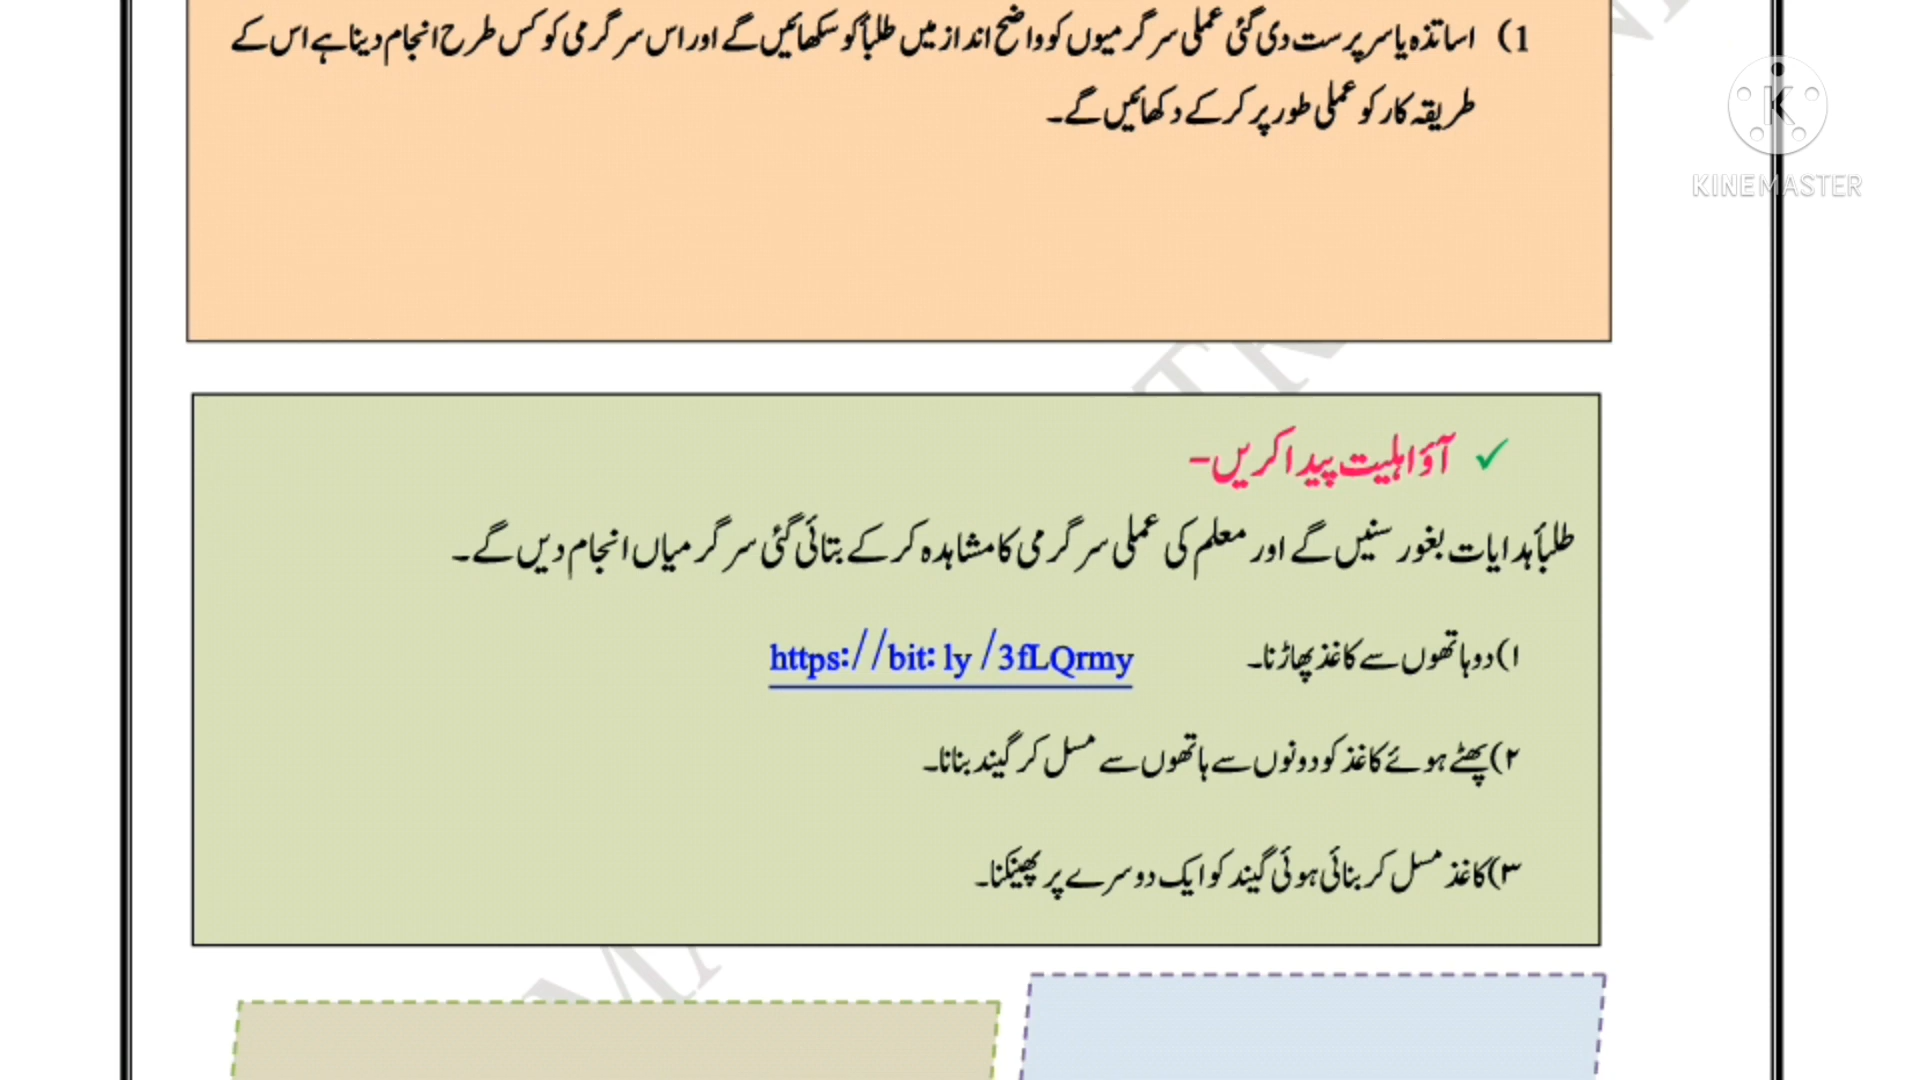 1) اساتذہ یا سرپرست دی گئی عملی سرگرمیوں کو واضح انداز میں طلبأ کو سکھائیں گے اور اس سرگرمی کو کس طرح انجام دینا ہے اس کے
طریقہ کار کو عملی طور پر کر کے دکھائیں گے۔
KINEMASTER
✓ آؤ اہلیت پیدا کریں-
طلبأ ہدایات بغور سنیں گے اور معلم کی عملی سرگرمی کا مشاہدہ کر کے بتائی گئی سرگرمیاں انجام دیں گے۔
۱) دو ہاتھوں سے کاغذ پھاڑنا۔ https://bit: ly /3fLQrmy
۲) پھٹے ہوئے کاغذ کو دونوں سے ہاتھوں سے مسل کر گیند بنانا۔
۳) کاغذ مسل کر بنائی ہوئی گیند کو ایک دوسرے پر پھینکنا۔